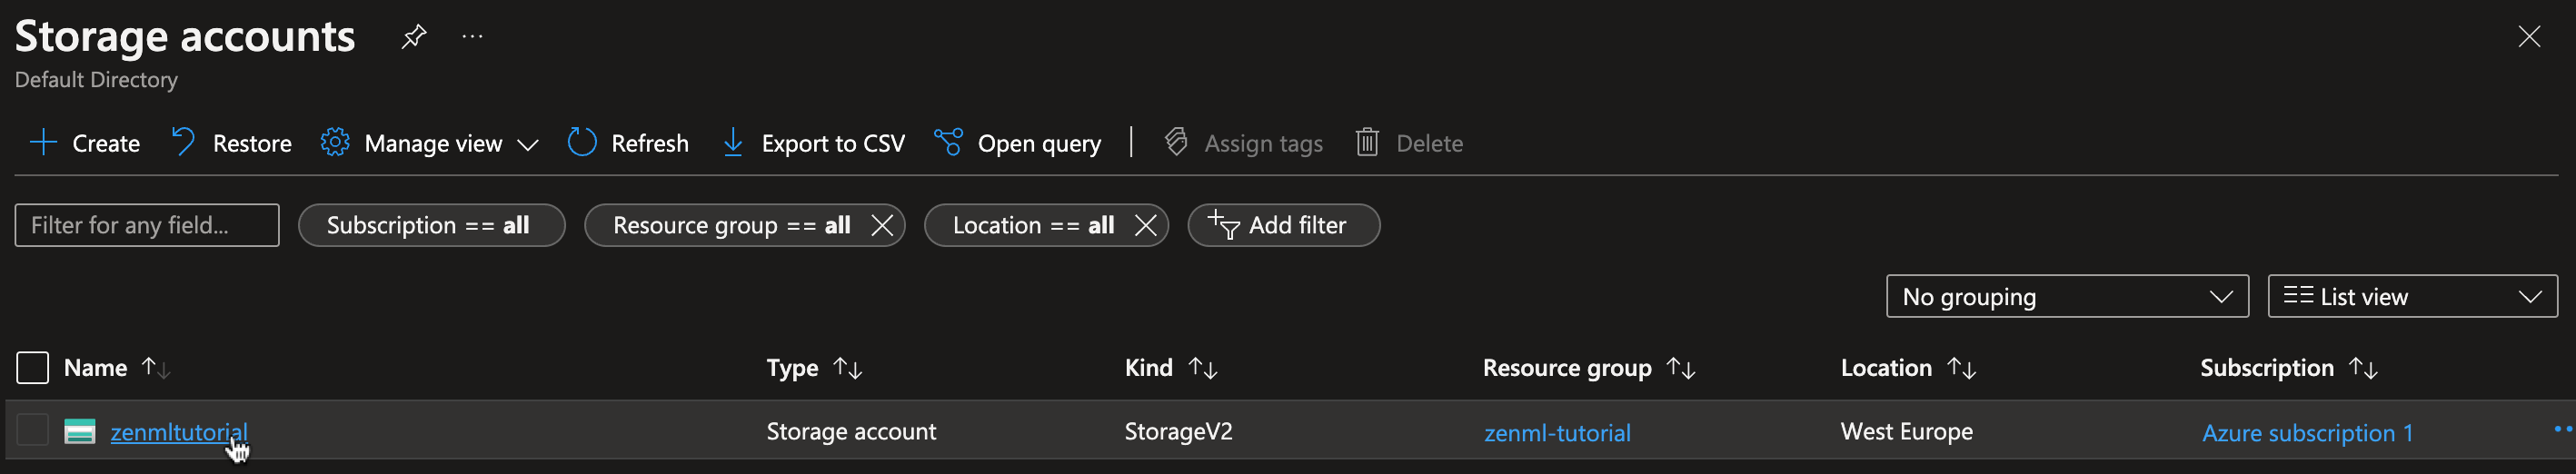 Storage accounts
Default Directory
Create Restore Manage view Refresh Export to CSV Open query Assign tags Delete
Filter for any field... Subscription == all Resource group == all Location == all Add filter
No grouping List view
Name Type Kind Resource group Location Subscription
zenmltutorial Storage account StorageV2 zenml-tutorial West Europe Azure subscription 1